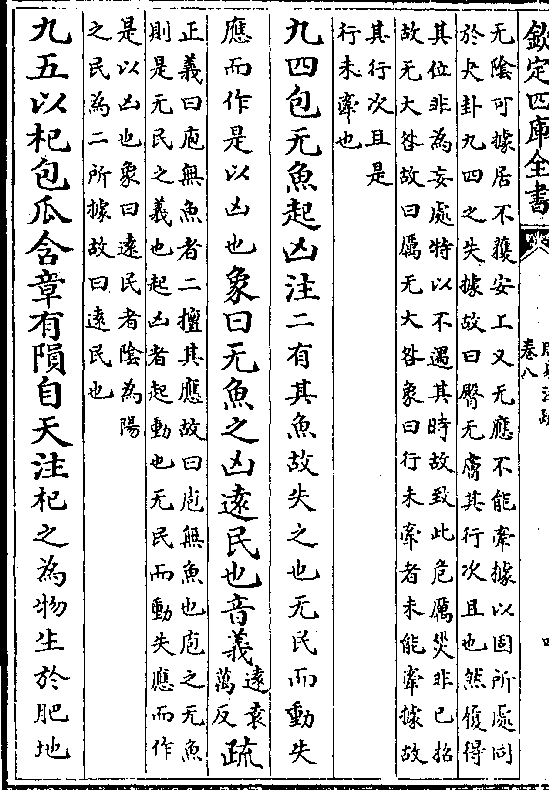 欽定四庫全書
卷八
无陰可據居不獲安上又无應不能牽據以固所處同
於夬卦九四之失據故曰臀无膚其行次且也然復得
其位非為妄處特以不遇其時故致此危厲災非已招
故无大咎故曰厲无大咎象曰行未牽者未能牽據故
其行次且是
行未牽也
九四包无魚起凶注二有其魚故失之也无民而動失
應而作是以凶也象曰无魚之凶遠民也音義遠袁萬反疏
正義曰庖無魚者二擅其應故曰庖無魚也庖之无魚
則是无民之義也起凶者起動也无民而動失應而作
是以凶也象曰遠民者陰為陽
之民為二所據故曰遠民也
九五以杞包瓜含章有隕自天注杞之為物生於肥地